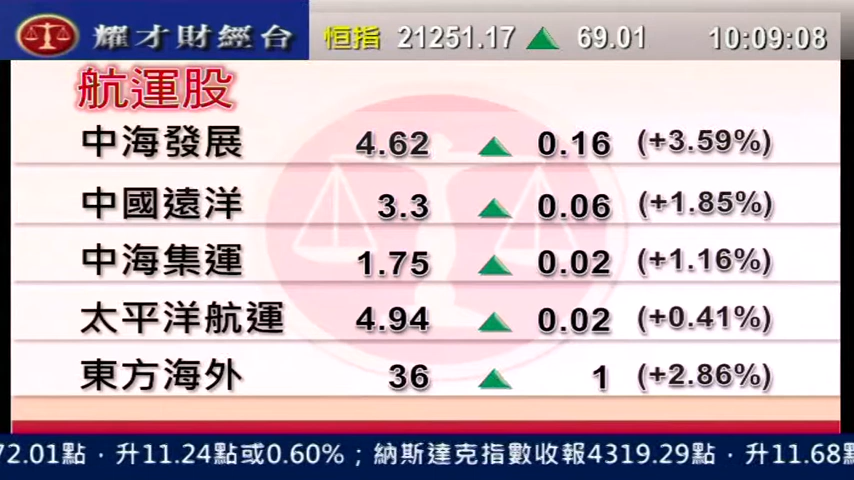 耀才財經台 恒指 21251.17 69.01 10:09:08
航運股
中海發展 4.62 0.16 (+3.59%)
中國遠洋 3.3 0.06 (+1.85%)
中海集運 1.75 0.02 (+1.16%)
太平洋航運 4.94 0.02 (+0.41%)
東方海外 36 1 (+2.86%)
72.01點，升11.24點或0.60%；納斯達克指數收報4319.29點，升11.68點